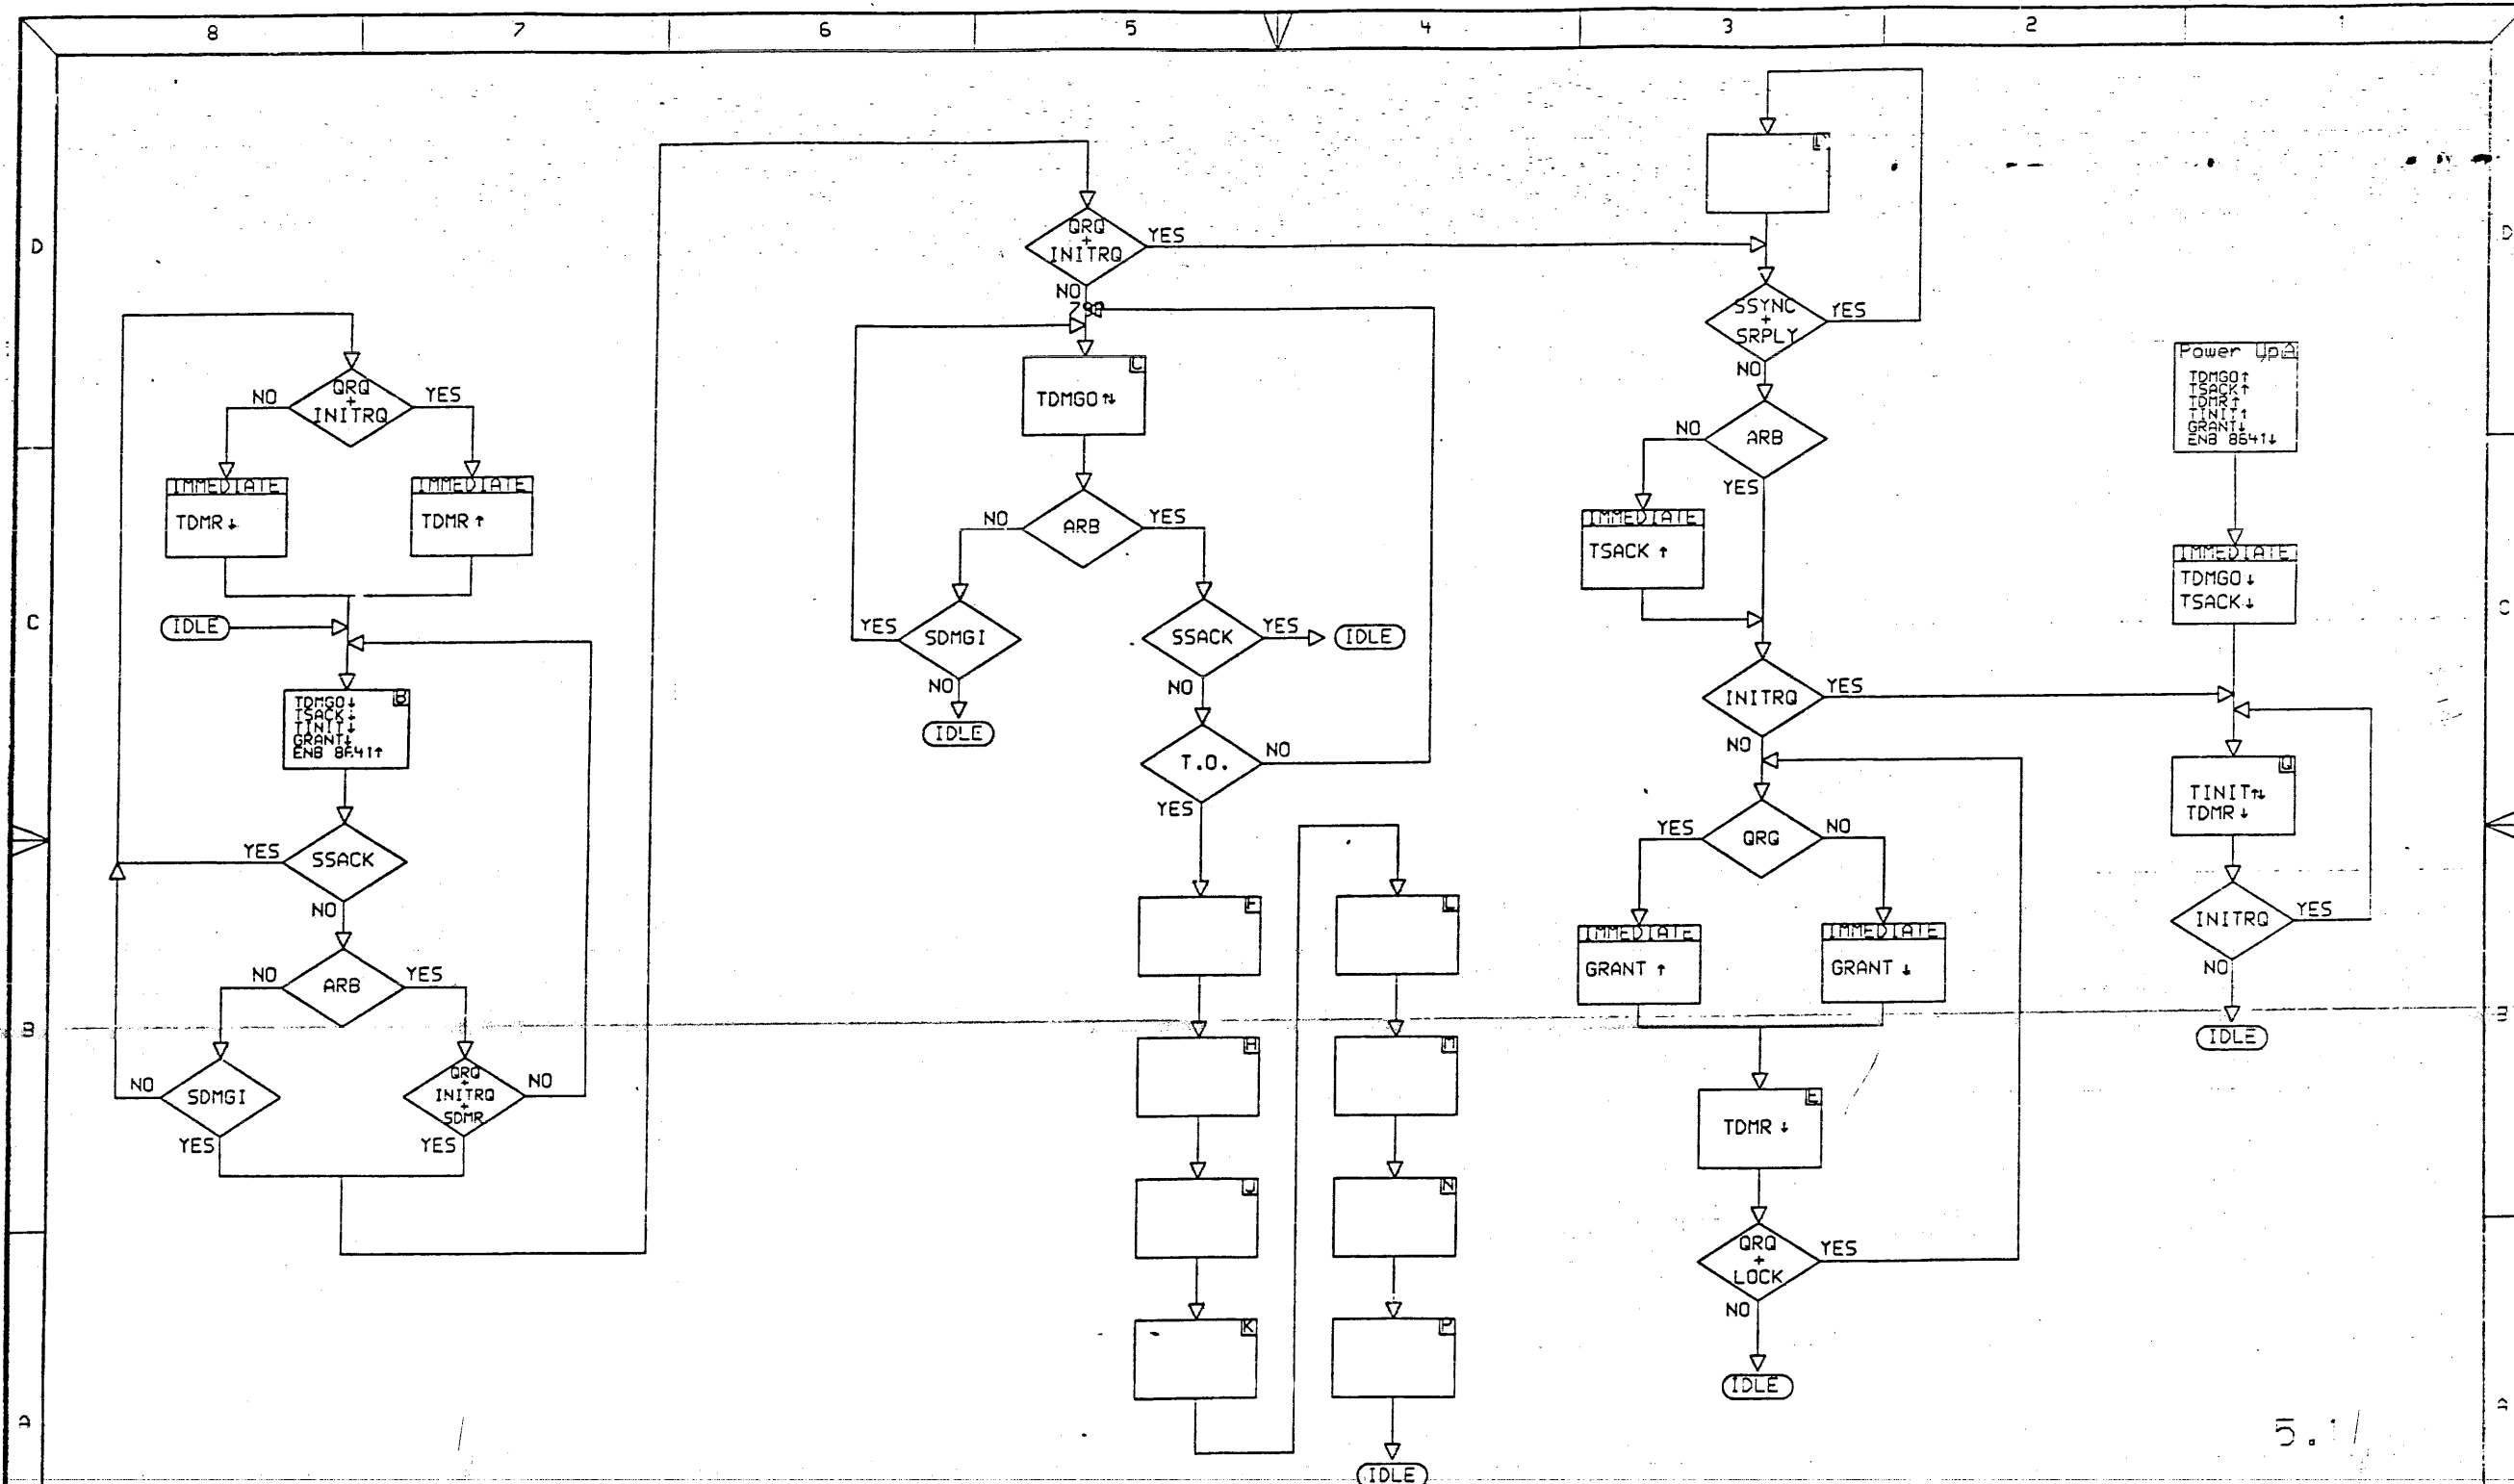 8 7 6 5 4 3 2 1
D
D
C
C
B
B
A
A
QRQ
+
INITRQ
NO
YES
IMMEDIATE
TDMR ↓
IMMEDIATE
TDMR ↑
IDLE
B
TDMGO↓
TSACK↓
TINIT↓
GRANT↓
ENB 8641↑
SSACK
YES
NO
ARB
NO
YES
SDMGI
NO
YES
QRQ
+
INITRQ
+
SDMR
NO
YES
QRQ
+
INITRQ
YES
NO
C
TDMGO↑↓
ARB
NO
YES
SDMGI
YES
NO
IDLE
SSACK
YES
IDLE
NO
T.O.
NO
YES
F
H
J
K
L
M
N
P
IDLE
D
SSYNC
+
SRPLY
YES
NO
ARB
NO
YES
IMMEDIATE
TSACK ↑
INITRQ
YES
NO
QRQ
YES
NO
IMMEDIATE
GRANT ↑
IMMEDIATE
GRANT ↓
E
TDMR ↓
QRQ
+
LOCK
YES
NO
IDLE
Power Up A
TDMGO↑
TSACK↑
TDMR↑
TINIT↑
GRANT↓
ENB 8641↓
IMMEDIATE
TDMGO↓
TSACK↓
Q
TINIT↑↓
TDMR↓
INITRQ
YES
NO
IDLE
5.1